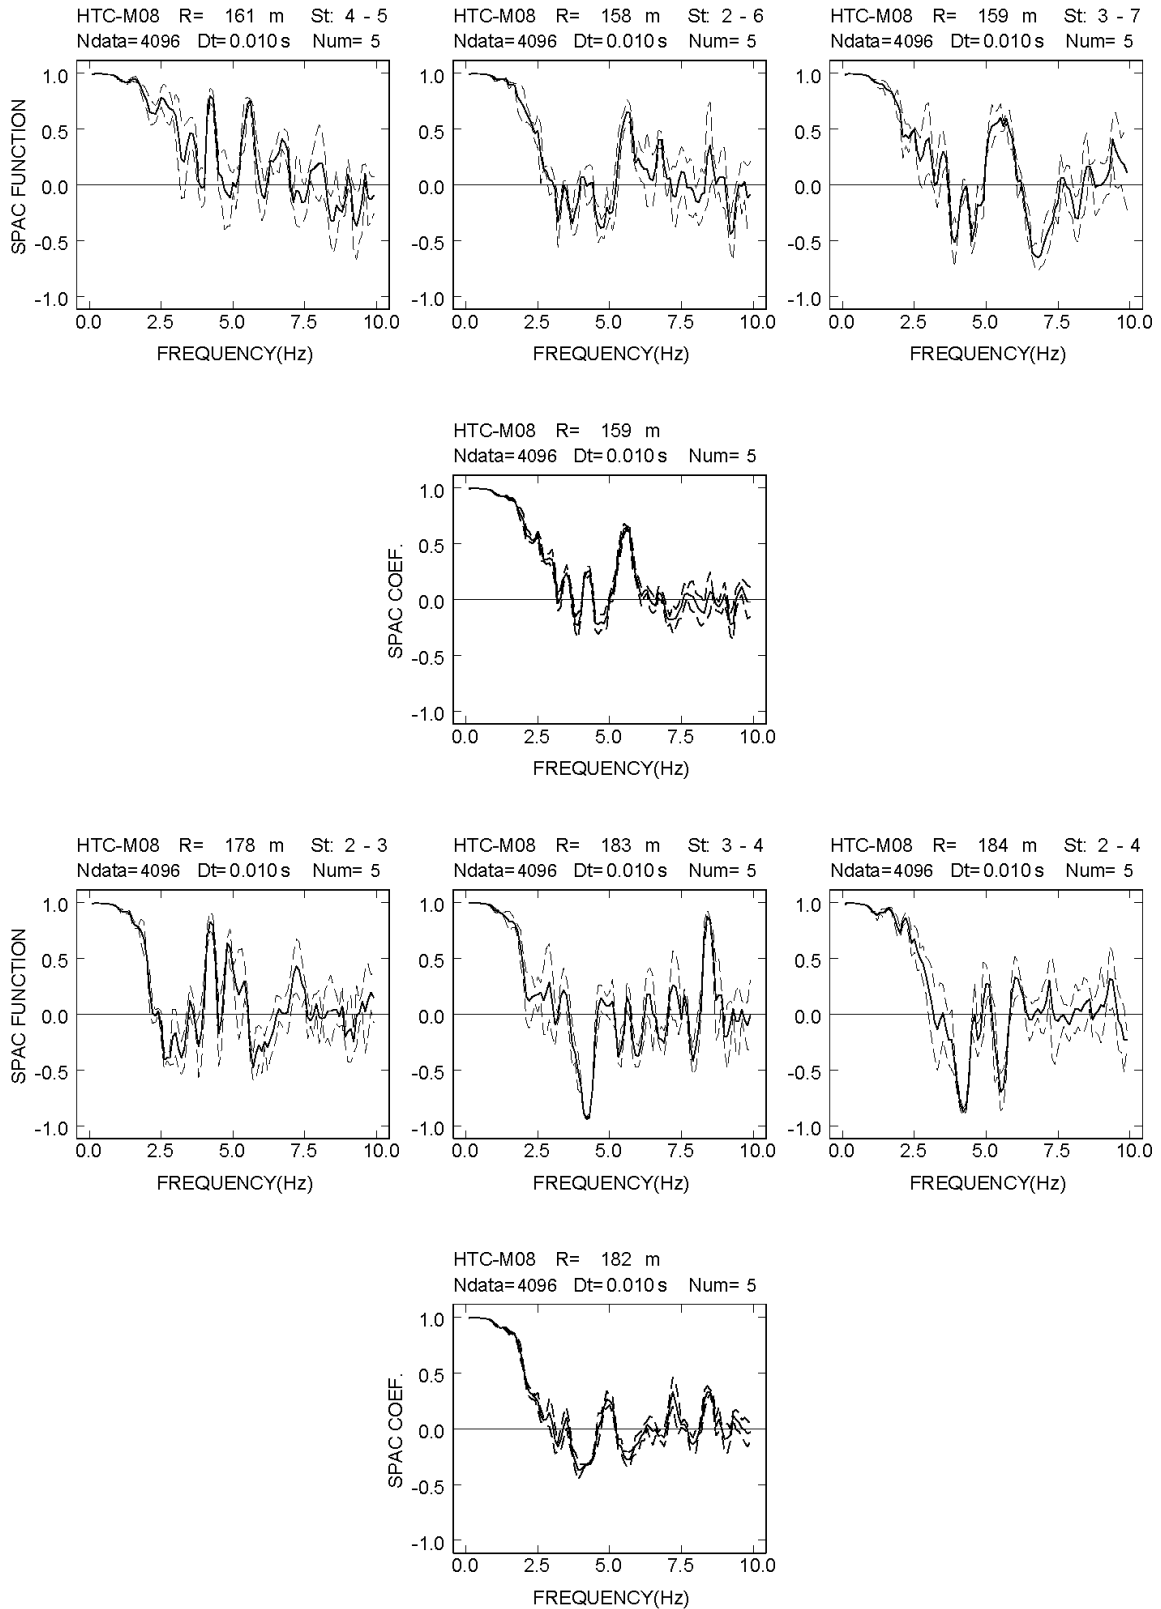 HTC-M08 R= 161 m St: 4 - 5
Ndata=4096 Dt=0.010 s Num= 5
SPAC FUNCTION
1.0
0.5
0.0
-0.5
-1.0
0.0 2.5 5.0 7.5 10.0
FREQUENCY(Hz)
HTC-M08 R= 158 m St: 2 - 6
Ndata=4096 Dt=0.010 s Num= 5
1.0
0.5
0.0
-0.5
-1.0
0.0 2.5 5.0 7.5 10.0
FREQUENCY(Hz)
HTC-M08 R= 159 m St: 3 - 7
Ndata=4096 Dt=0.010 s Num= 5
1.0
0.5
0.0
-0.5
-1.0
0.0 2.5 5.0 7.5 10.0
FREQUENCY(Hz)
HTC-M08 R= 159 m
Ndata=4096 Dt=0.010 s Num= 5
SPAC COEF.
1.0
0.5
0.0
-0.5
-1.0
0.0 2.5 5.0 7.5 10.0
FREQUENCY(Hz)
HTC-M08 R= 178 m St: 2 - 3
Ndata=4096 Dt=0.010 s Num= 5
SPAC FUNCTION
1.0
0.5
0.0
-0.5
-1.0
0.0 2.5 5.0 7.5 10.0
FREQUENCY(Hz)
HTC-M08 R= 183 m St: 3 - 4
Ndata=4096 Dt=0.010 s Num= 5
1.0
0.5
0.0
-0.5
-1.0
0.0 2.5 5.0 7.5 10.0
FREQUENCY(Hz)
HTC-M08 R= 184 m St: 2 - 4
Ndata=4096 Dt=0.010 s Num= 5
1.0
0.5
0.0
-0.5
-1.0
0.0 2.5 5.0 7.5 10.0
FREQUENCY(Hz)
HTC-M08 R= 182 m
Ndata=4096 Dt=0.010 s Num= 5
SPAC COEF.
1.0
0.5
0.0
-0.5
-1.0
0.0 2.5 5.0 7.5 10.0
FREQUENCY(Hz)